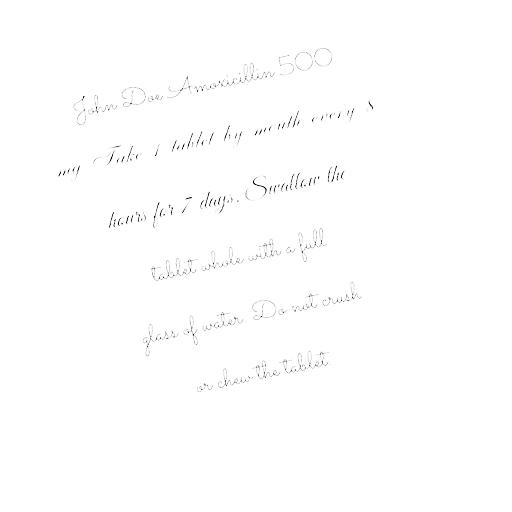 John Doe Amoxicillin 500
my Take 1 tablet by mouth every 8
hours for 7 days. Swallow the
tablet whole with a full
glass of water. Do not crush
or chew the tablet